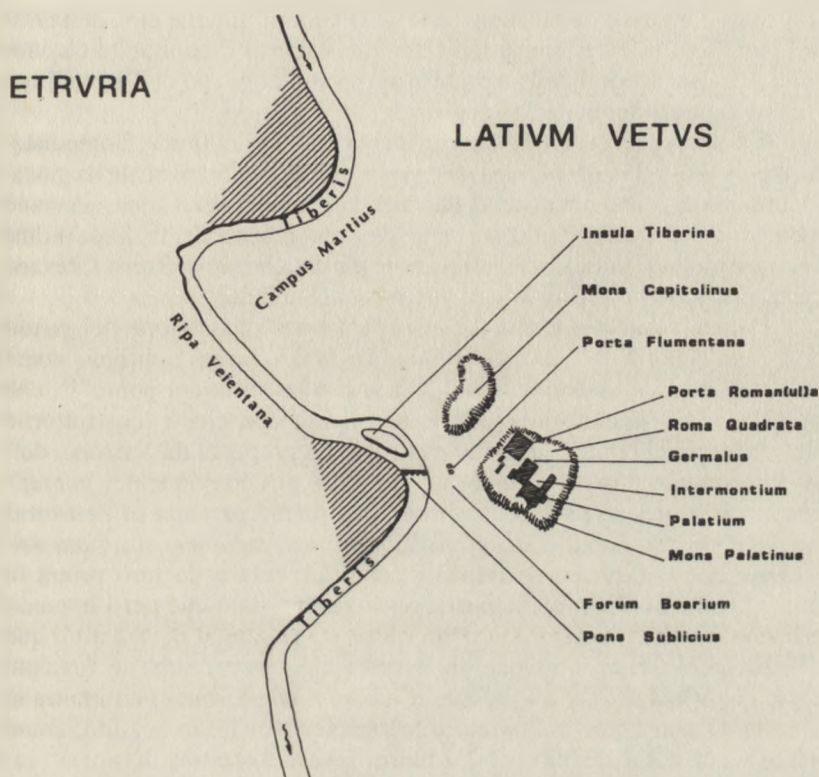 ETRVRIA
LATIVM VETVS
Tiberis
Campus Martius
Ripa Veientana
Insula Tiberina
Mons Capitolinus
Porta Flumentana
Porta Roman(ul)a
Roma Quadrata
Germalus
Intermontium
Palatium
Mons Palatinus
Forum Boarium
Pons Sublicius
Tiberis